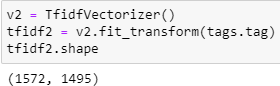 v2 = TfidfVectorizer()
tfidf2 = v2.fit_transform(tags.tag)
tfidf2.shape
(1572, 1495)